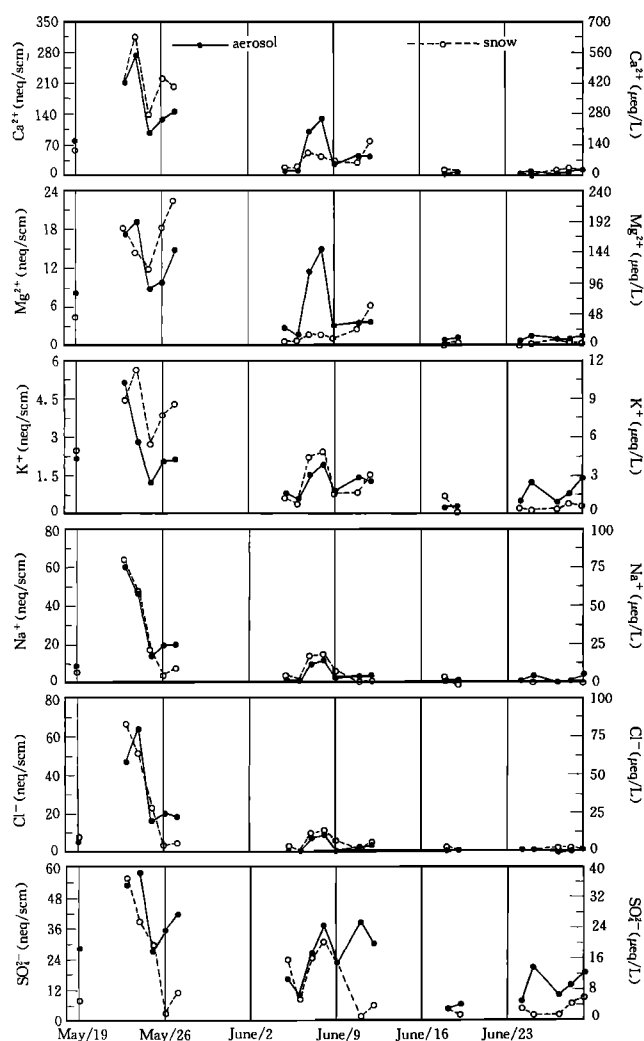 aerosol snow
350 280 210 140 70 0
Ca²⁺ (neq/scm)
700 560 420 280 140 0
Ca²⁺ (μeq/L)
24 18 12 6 0
Mg²⁺ (neq/scm)
240 192 144 96 48 0
Mg²⁺ (μeq/L)
6 4.5 3 1.5 0
K⁺ (neq/scm)
12 9 6 3 0
K⁺ (μeq/L)
80 60 40 20 0
Na⁺ (neq/scm)
100 75 50 25 0
Na⁺ (μeq/L)
80 60 40 20 0
Cl⁻ (neq/scm)
100 75 50 25 0
Cl⁻ (μeq/L)
60 48 36 24 12 0
SO₄²⁻ (neq/scm)
40 32 24 16 8 0
SO₄²⁻ (μeq/L)
May/19 May/26 June/2 June/9 June/16 June/23